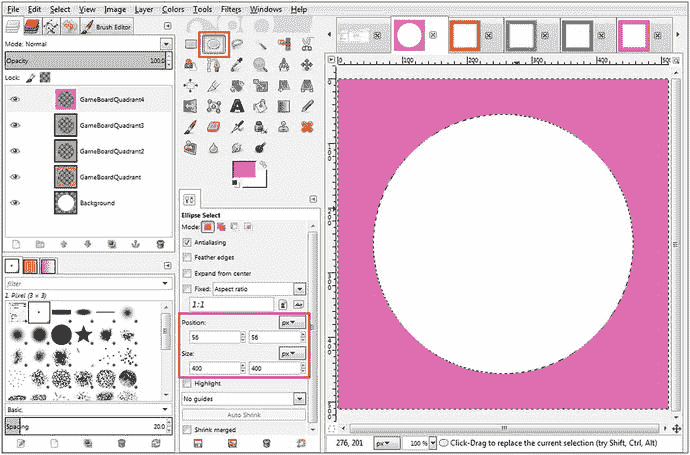 File Edit Select View Image Layer Colors Tools Filters Windows Help
Brush Editor
Mode: Normal
Opacity 100.0
Lock:
GameBoardQuadrant4
GameBoardQuadrant3
GameBoardQuadrant2
GameBoardQuadrant
Background
filter
1. Pixel (3 × 3)
Basic,
Spacing 20.0
Ellipse Select
Mode:
Antialiasing
Feather edges
Expand from center
Fixed: Aspect ratio
1:1
Position: px
56 56
Size: px
400 400
Highlight
No guides
Auto Shrink
Shrink merged
276, 201 px 100 % Click-Drag to replace the current selection (try Shift, Ctrl, Alt)